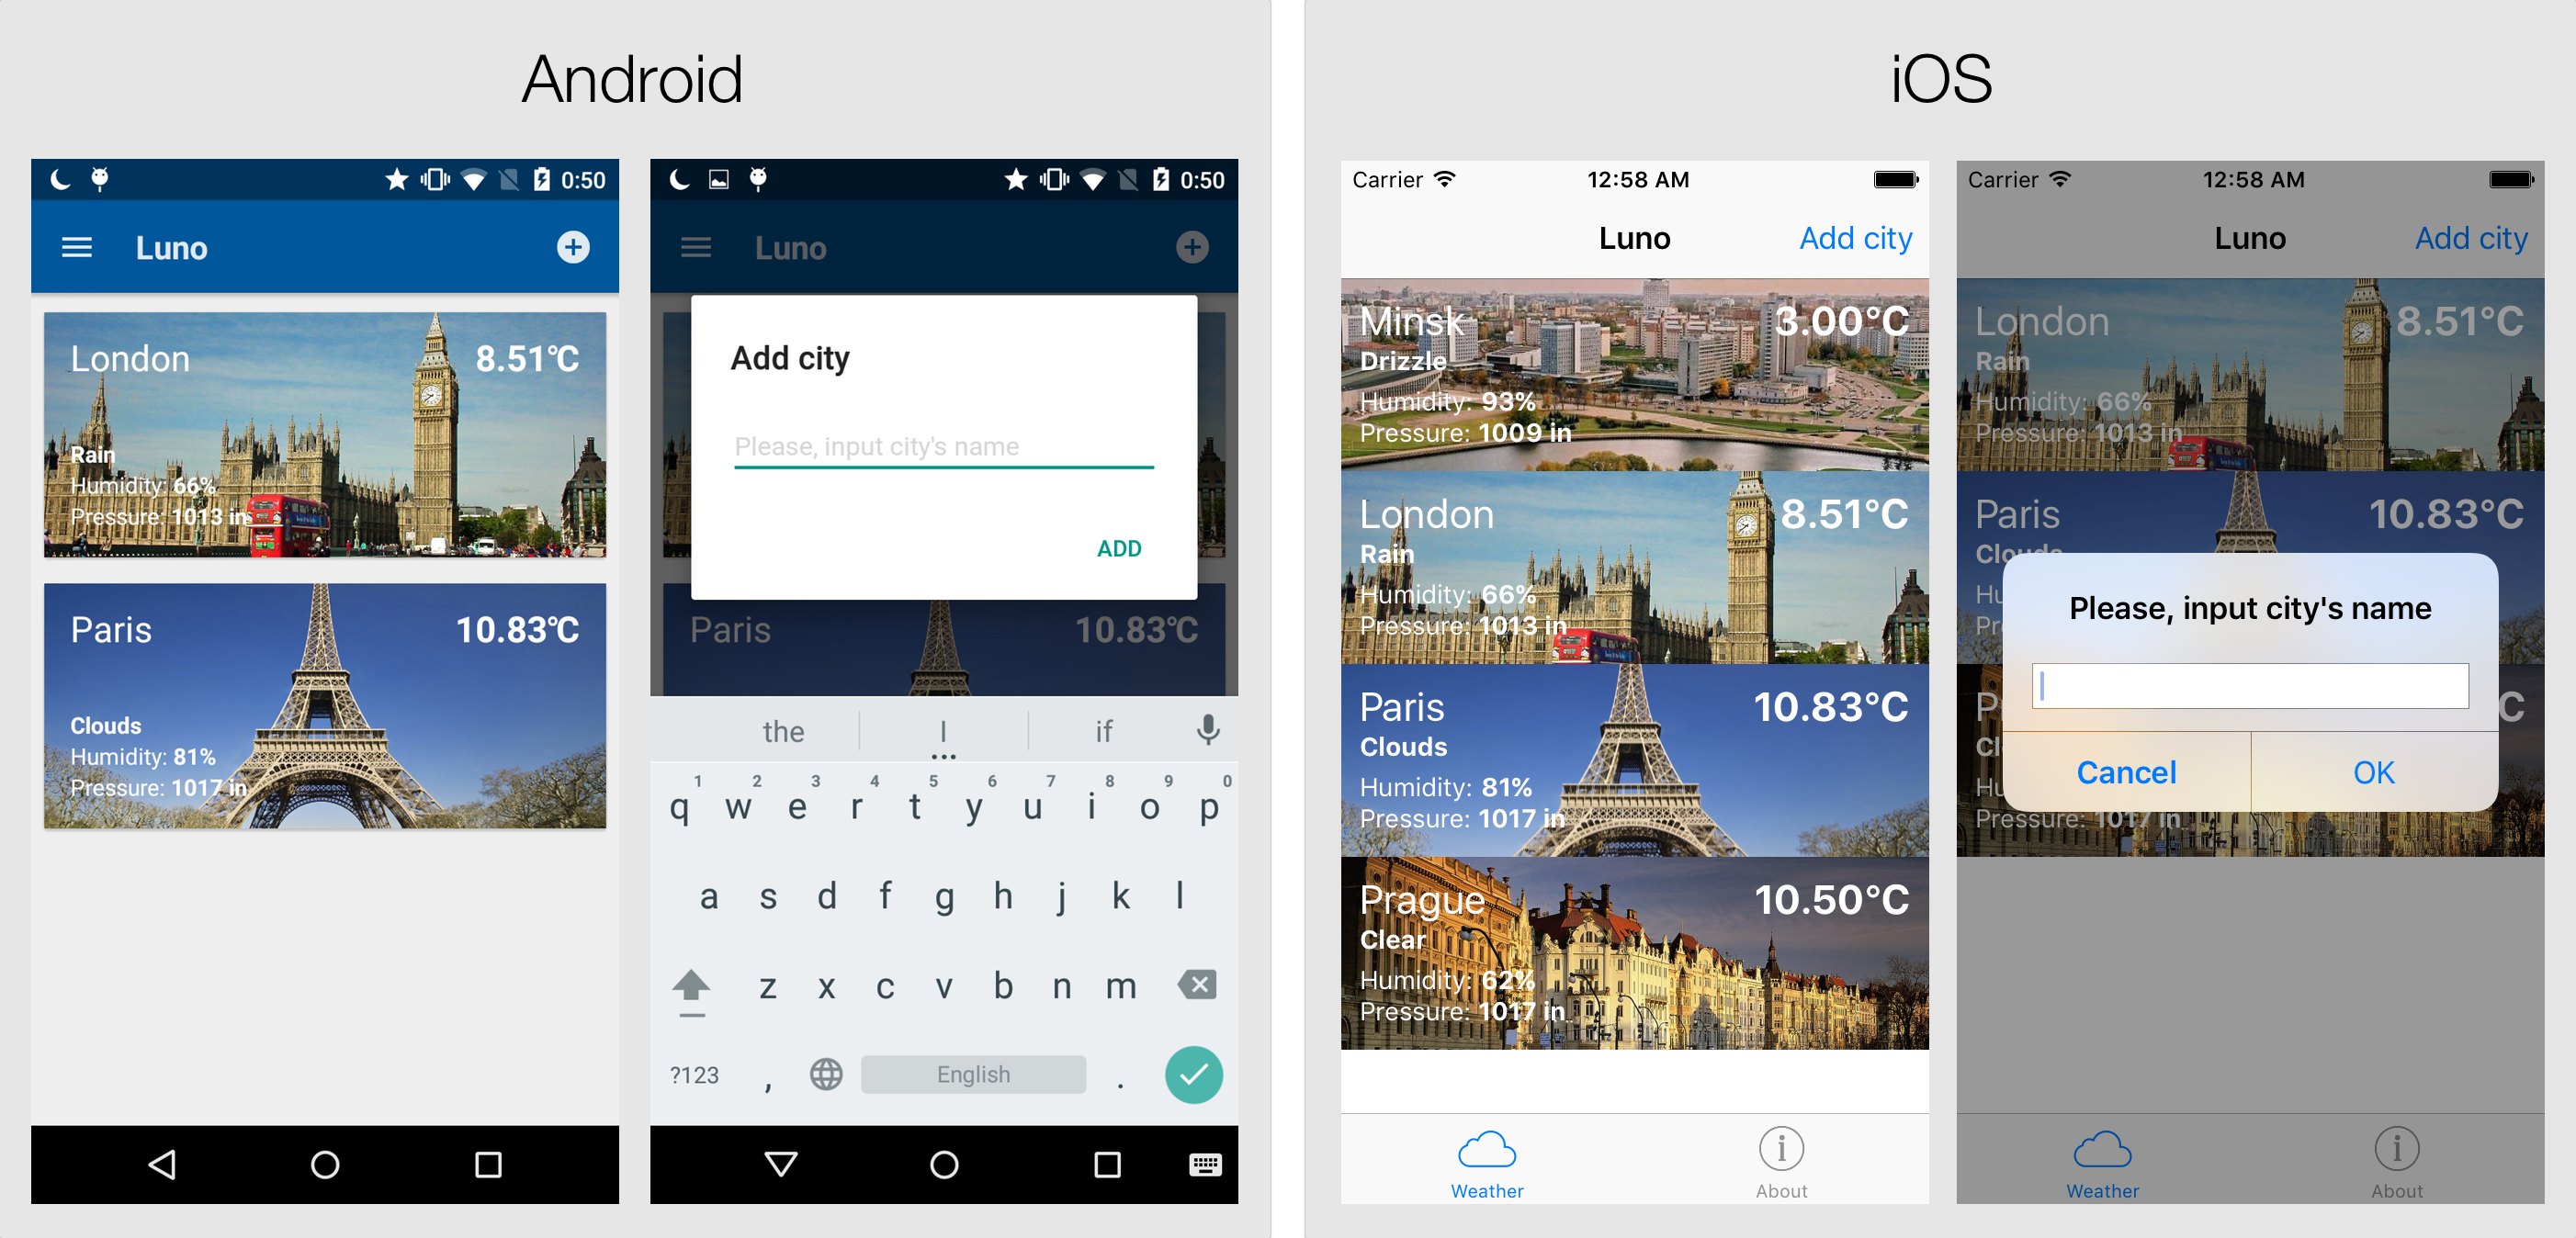 Android
iOS
0:50
Luno
London 8.51°C
Rain
Humidity: 66%
Pressure: 1013 in
Paris 10.83°C
Clouds
Humidity: 81%
Pressure: 1017 in
0:50
Luno
Add city
Please, input city's name
ADD
Paris 10.83°C
the I if
1 2 3 4 5 6 7 8 9 0
q w e r t y u i o p
a s d f g h j k l
z x c v b n m
?123 , English .
Carrier 12:58 AM
Luno Add city
Minsk 3.00°C
Drizzle
Humidity: 93%
Pressure: 1009 in
London 8.51°C
Rain
Humidity: 66%
Pressure: 1013 in
Paris 10.83°C
Clouds
Humidity: 81%
Pressure: 1017 in
Prague 10.50°C
Clear
Humidity: 62%
Pressure: 1017 in
Weather About
Carrier 12:58 AM
Luno Add city
London 8.51°C
Rain
Humidity: 66%
Pressure: 1013 in
Paris 10.83°C
Clouds
Please, input city's name
Cancel OK
Pressure: 1017 in
Weather About